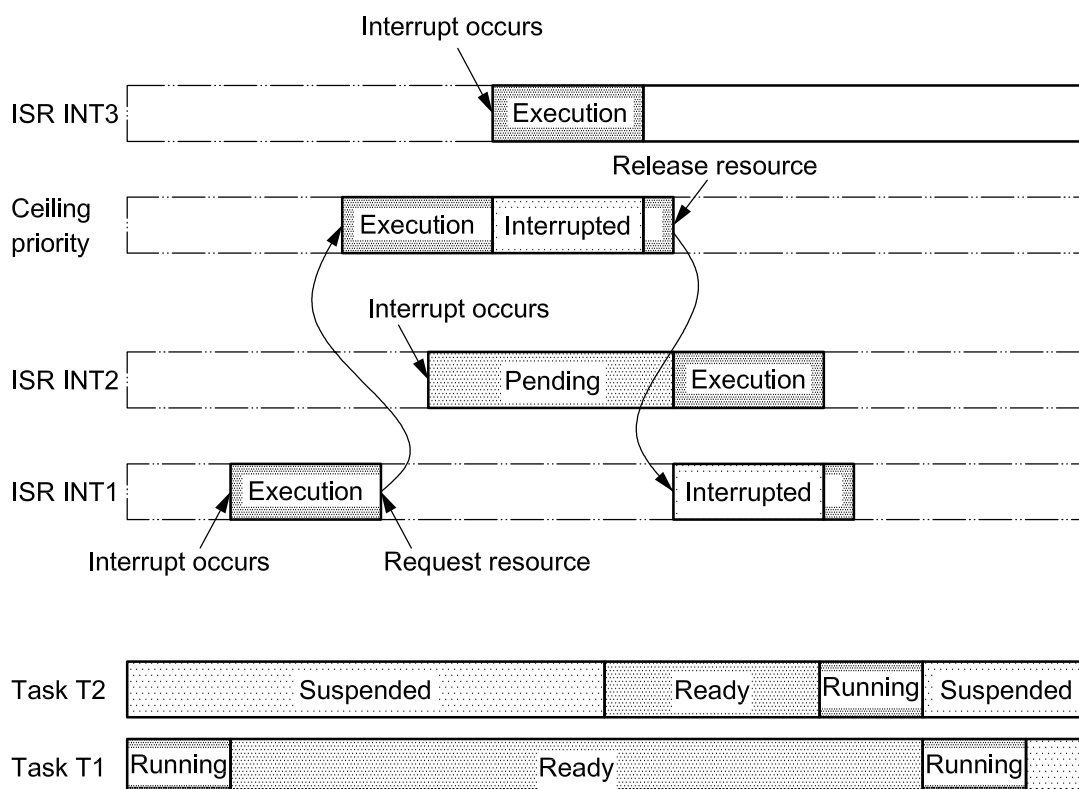 Interrupt occurs
ISR INT3
Execution
Release resource
Ceiling
priority
Execution
Interrupted
Interrupt occurs
ISR INT2
Pending
Execution
ISR INT1
Execution
Interrupted
Interrupt occurs
Request resource
Task T2
Suspended
Ready
Running
Suspended
Task T1
Running
Ready
Running